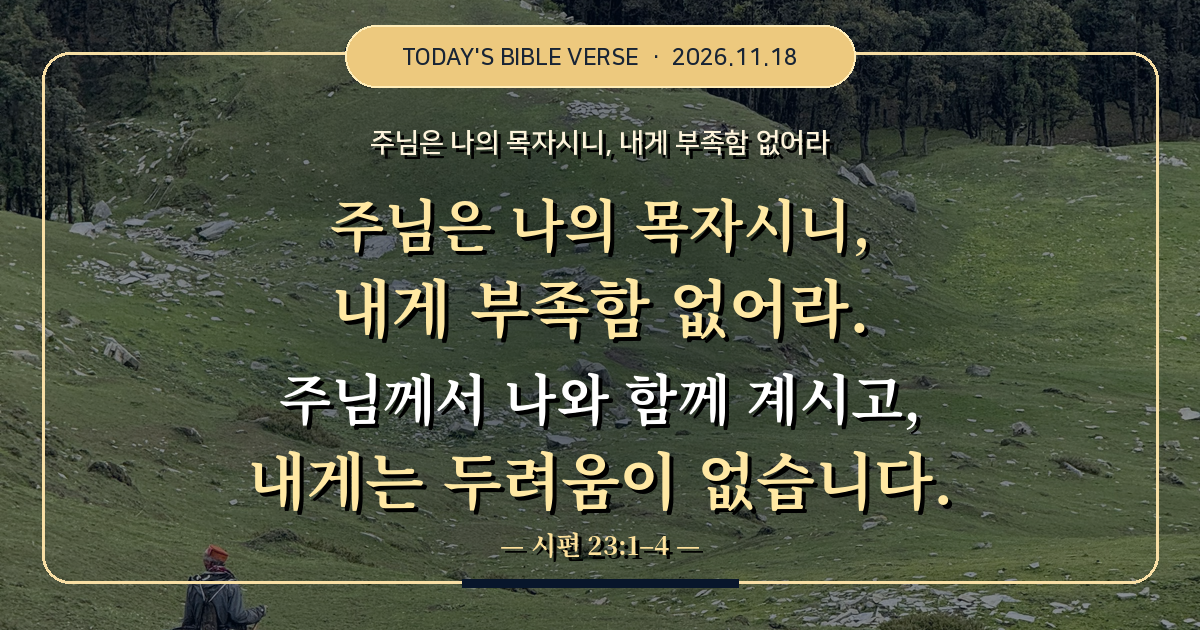 TODAY'S BIBLE VERSE · 2026.11.18
주님은 나의 목자시니, 내게 부족함 없어라
주님은 나의 목자시니,
내게 부족함 없어라.
주님께서 나와 함께 계시고,
내게는 두려움이 없습니다.
— 시편 23:1–4 —